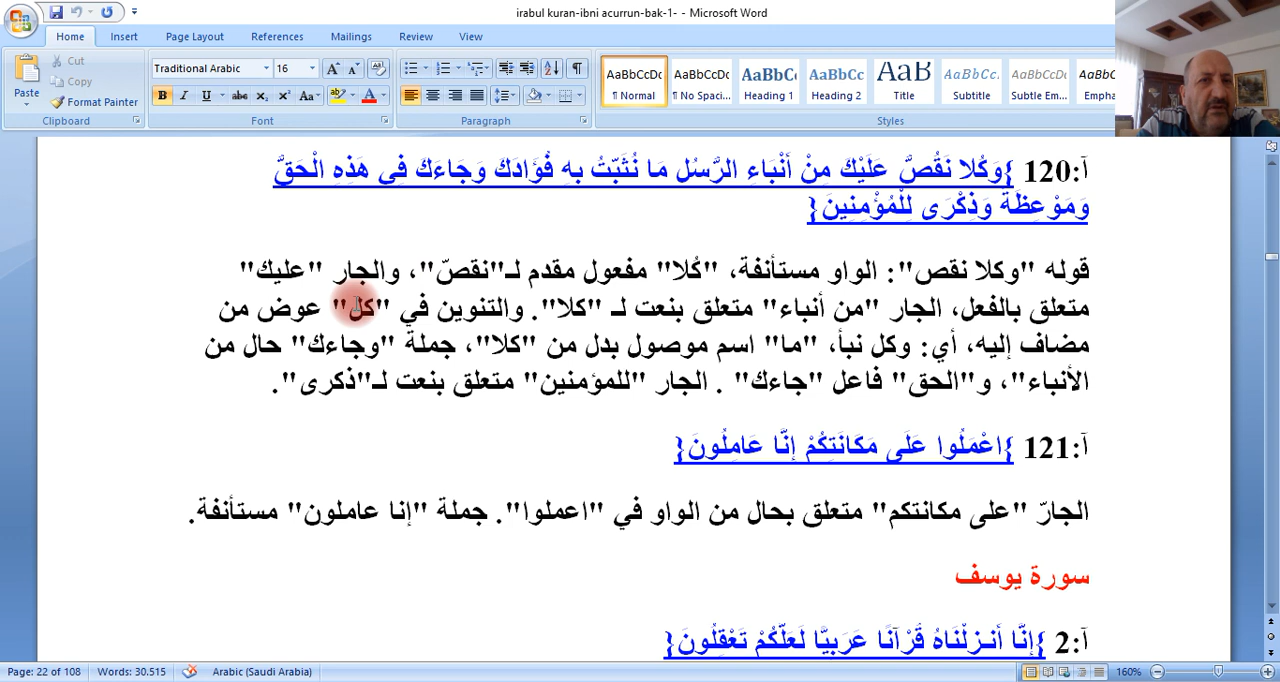 irabul kuran-ibni acurrun-bak-1- - Microsoft Word
Home Insert Page Layout References Mailings Review View
Paste
Cut
Copy
Format Painter
Clipboard
Traditional Arabic 16
Font
Paragraph
AaBbCcDc AaBbCcDc AaBbCc AaBbCc AaB AaBbCc. AaBbCcDc AaBbCc
¶ Normal ¶ No Spaci... Heading 1 Heading 2 Title Subtitle Subtle Em... Empha
Styles
آ:120 }وَكُلا نَقُصُّ عَلَيْكَ مِنْ أَنْبَاءِ الرَّسُلِ مَا نُثَبِّتُ بِهِ فُؤَادَكَ وَجَاءَكَ فِي هَذِهِ الْحَقُّ
وَمَوْعِظَةٌ وَذِكْرَى لِلْمُؤْمِنِينَ{
قوله "وكلا نقص": الواو مستأنفة، "كُلا" مفعول مقدم لـ"نقصّ"، والجار "عليك"
متعلق بالفعل، الجار "من أنباء" متعلق بنعت لـ "كلا". والتنوين في "كل" عوض من
مضاف إليه، أي: وكل نبأ، "ما" اسم موصول بدل من "كلا"، جملة "وجاءك" حال من
الأنباء"، و"الحق" فاعل "جاءك" . الجار "للمؤمنين" متعلق بنعت لـ"ذكرى".
آ:121 }اعْمَلُوا عَلَى مَكَانَتِكُمْ إِنَّا عَامِلُونَ{
الجارّ "على مكانتكم" متعلق بحال من الواو في "اعملوا". جملة "إنا عاملون" مستأنفة.
سورة يوسف
آ:2 }إِنَّا أَنـزلْنَاهُ قُرْآنًا عَرَبِيًّا لَعَلَّكُمْ تَعْقِلُونَ{
Page: 22 of 108 Words: 30.515 Arabic (Saudi Arabia) 160%